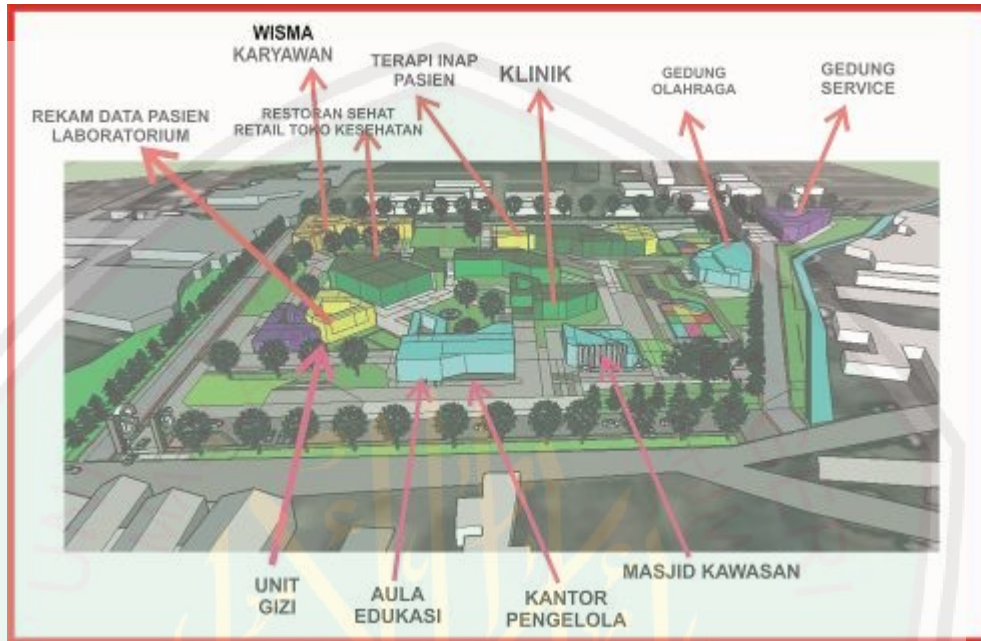 WISMA
KARYAWAN
TERAPI INAP
PASIEN
KLINIK
GEDUNG
OLAHRAGA
GEDUNG
SERVICE
REKAM DATA PASIEN
LABORATORIUM
RESTORAN SEHAT
RETAIL TOKO KESEHATAN
UNIT
GIZI
AULA
EDUKASI
KANTOR
PENGELOLA
MASJID KAWASAN